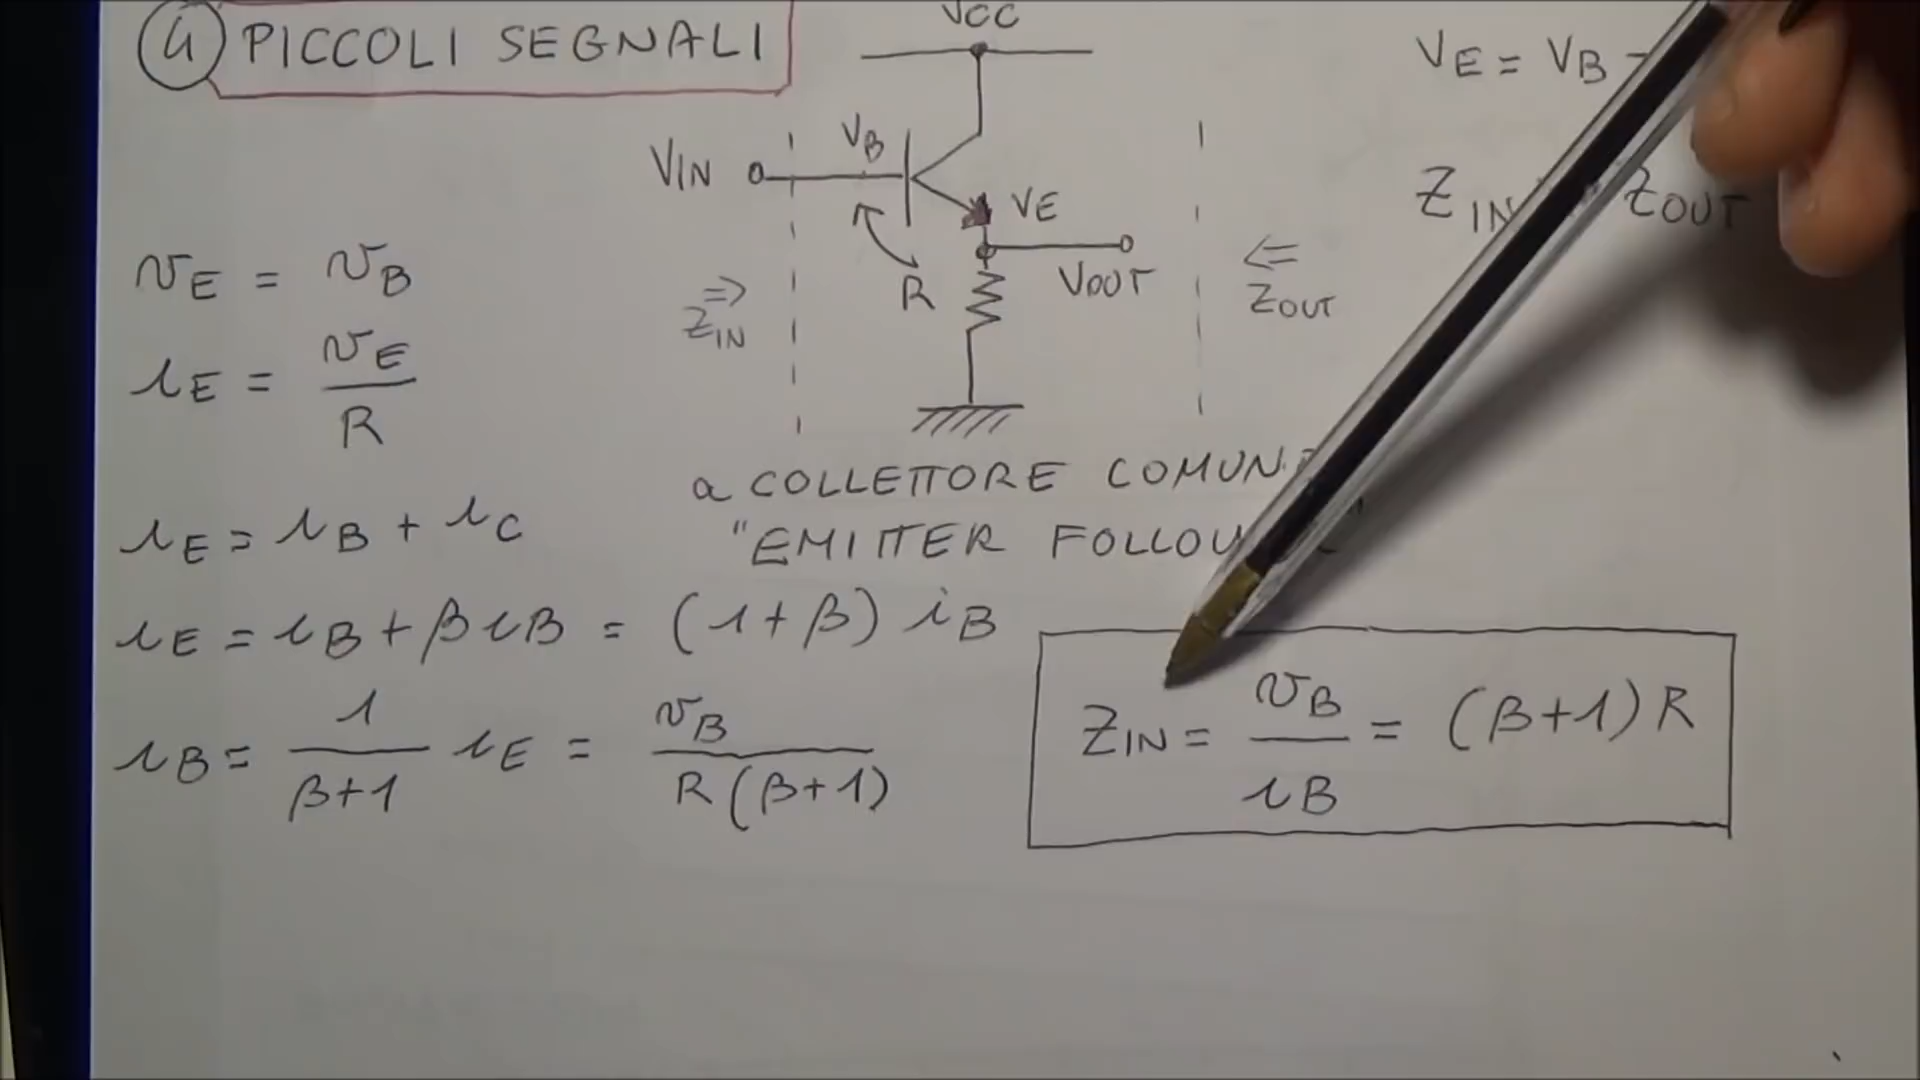 4 PICCOLI SEGNALI
VCC
VE = VB -
VIN
VB
VE
VOUT
R
ZIN
⇒
ZIN
⇐
ZOUT
ZOUT
vE = vB
iE = vE / R
iE = iB + iC
a COLLETTORE COMUN
"EMITTER FOLLOW
iE = iB + βiB = (1+β) iB
iB = 1/(β+1) iE = vB / R(β+1)
ZIN = vB / iB = (β+1) R